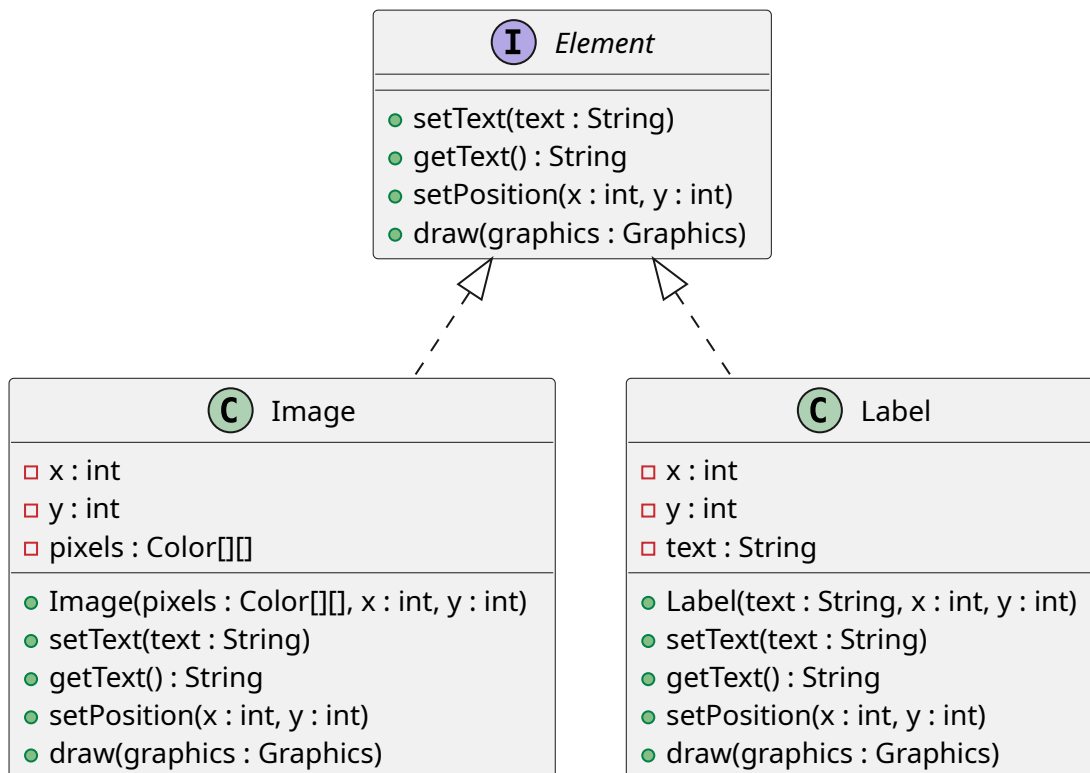 I Element
setText(text : String)
getText() : String
setPosition(x : int, y : int)
draw(graphics : Graphics)
C Image
x : int
y : int
pixels : Color[][]
Image(pixels : Color[][], x : int, y : int)
setText(text : String)
getText() : String
setPosition(x : int, y : int)
draw(graphics : Graphics)
C Label
x : int
y : int
text : String
Label(text : String, x : int, y : int)
setText(text : String)
getText() : String
setPosition(x : int, y : int)
draw(graphics : Graphics)